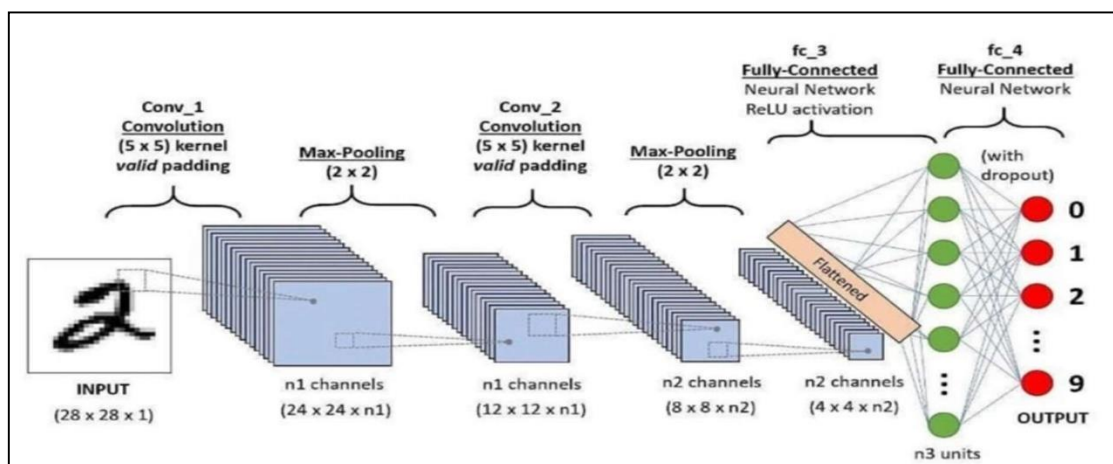 Conv_1
Convolution
(5 x 5) kernel
valid padding
Max-Pooling
(2 x 2)
Conv_2
Convolution
(5 x 5) kernel
valid padding
Max-Pooling
(2 x 2)
fc_3
Fully-Connected
Neural Network
ReLU activation
fc_4
Fully-Connected
Neural Network
(with
dropout)
2
Flattened
0
1
2
9
INPUT
(28 x 28 x 1)
n1 channels
(24 x 24 x n1)
n1 channels
(12 x 12 x n1)
n2 channels
(8 x 8 x n2)
n2 channels
(4 x 4 x n2)
n3 units
OUTPUT